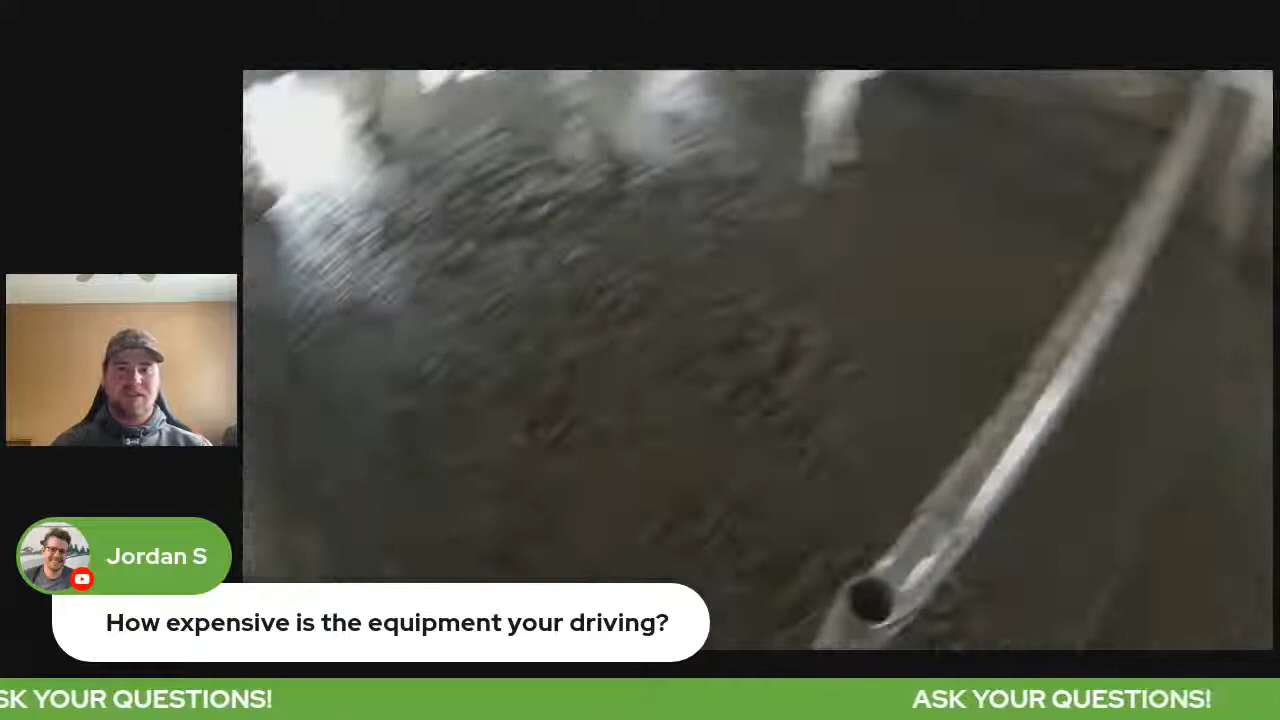 Jordan S
How expensive is the equipment your driving?
SK YOUR QUESTIONS! ASK YOUR QUESTIONS!